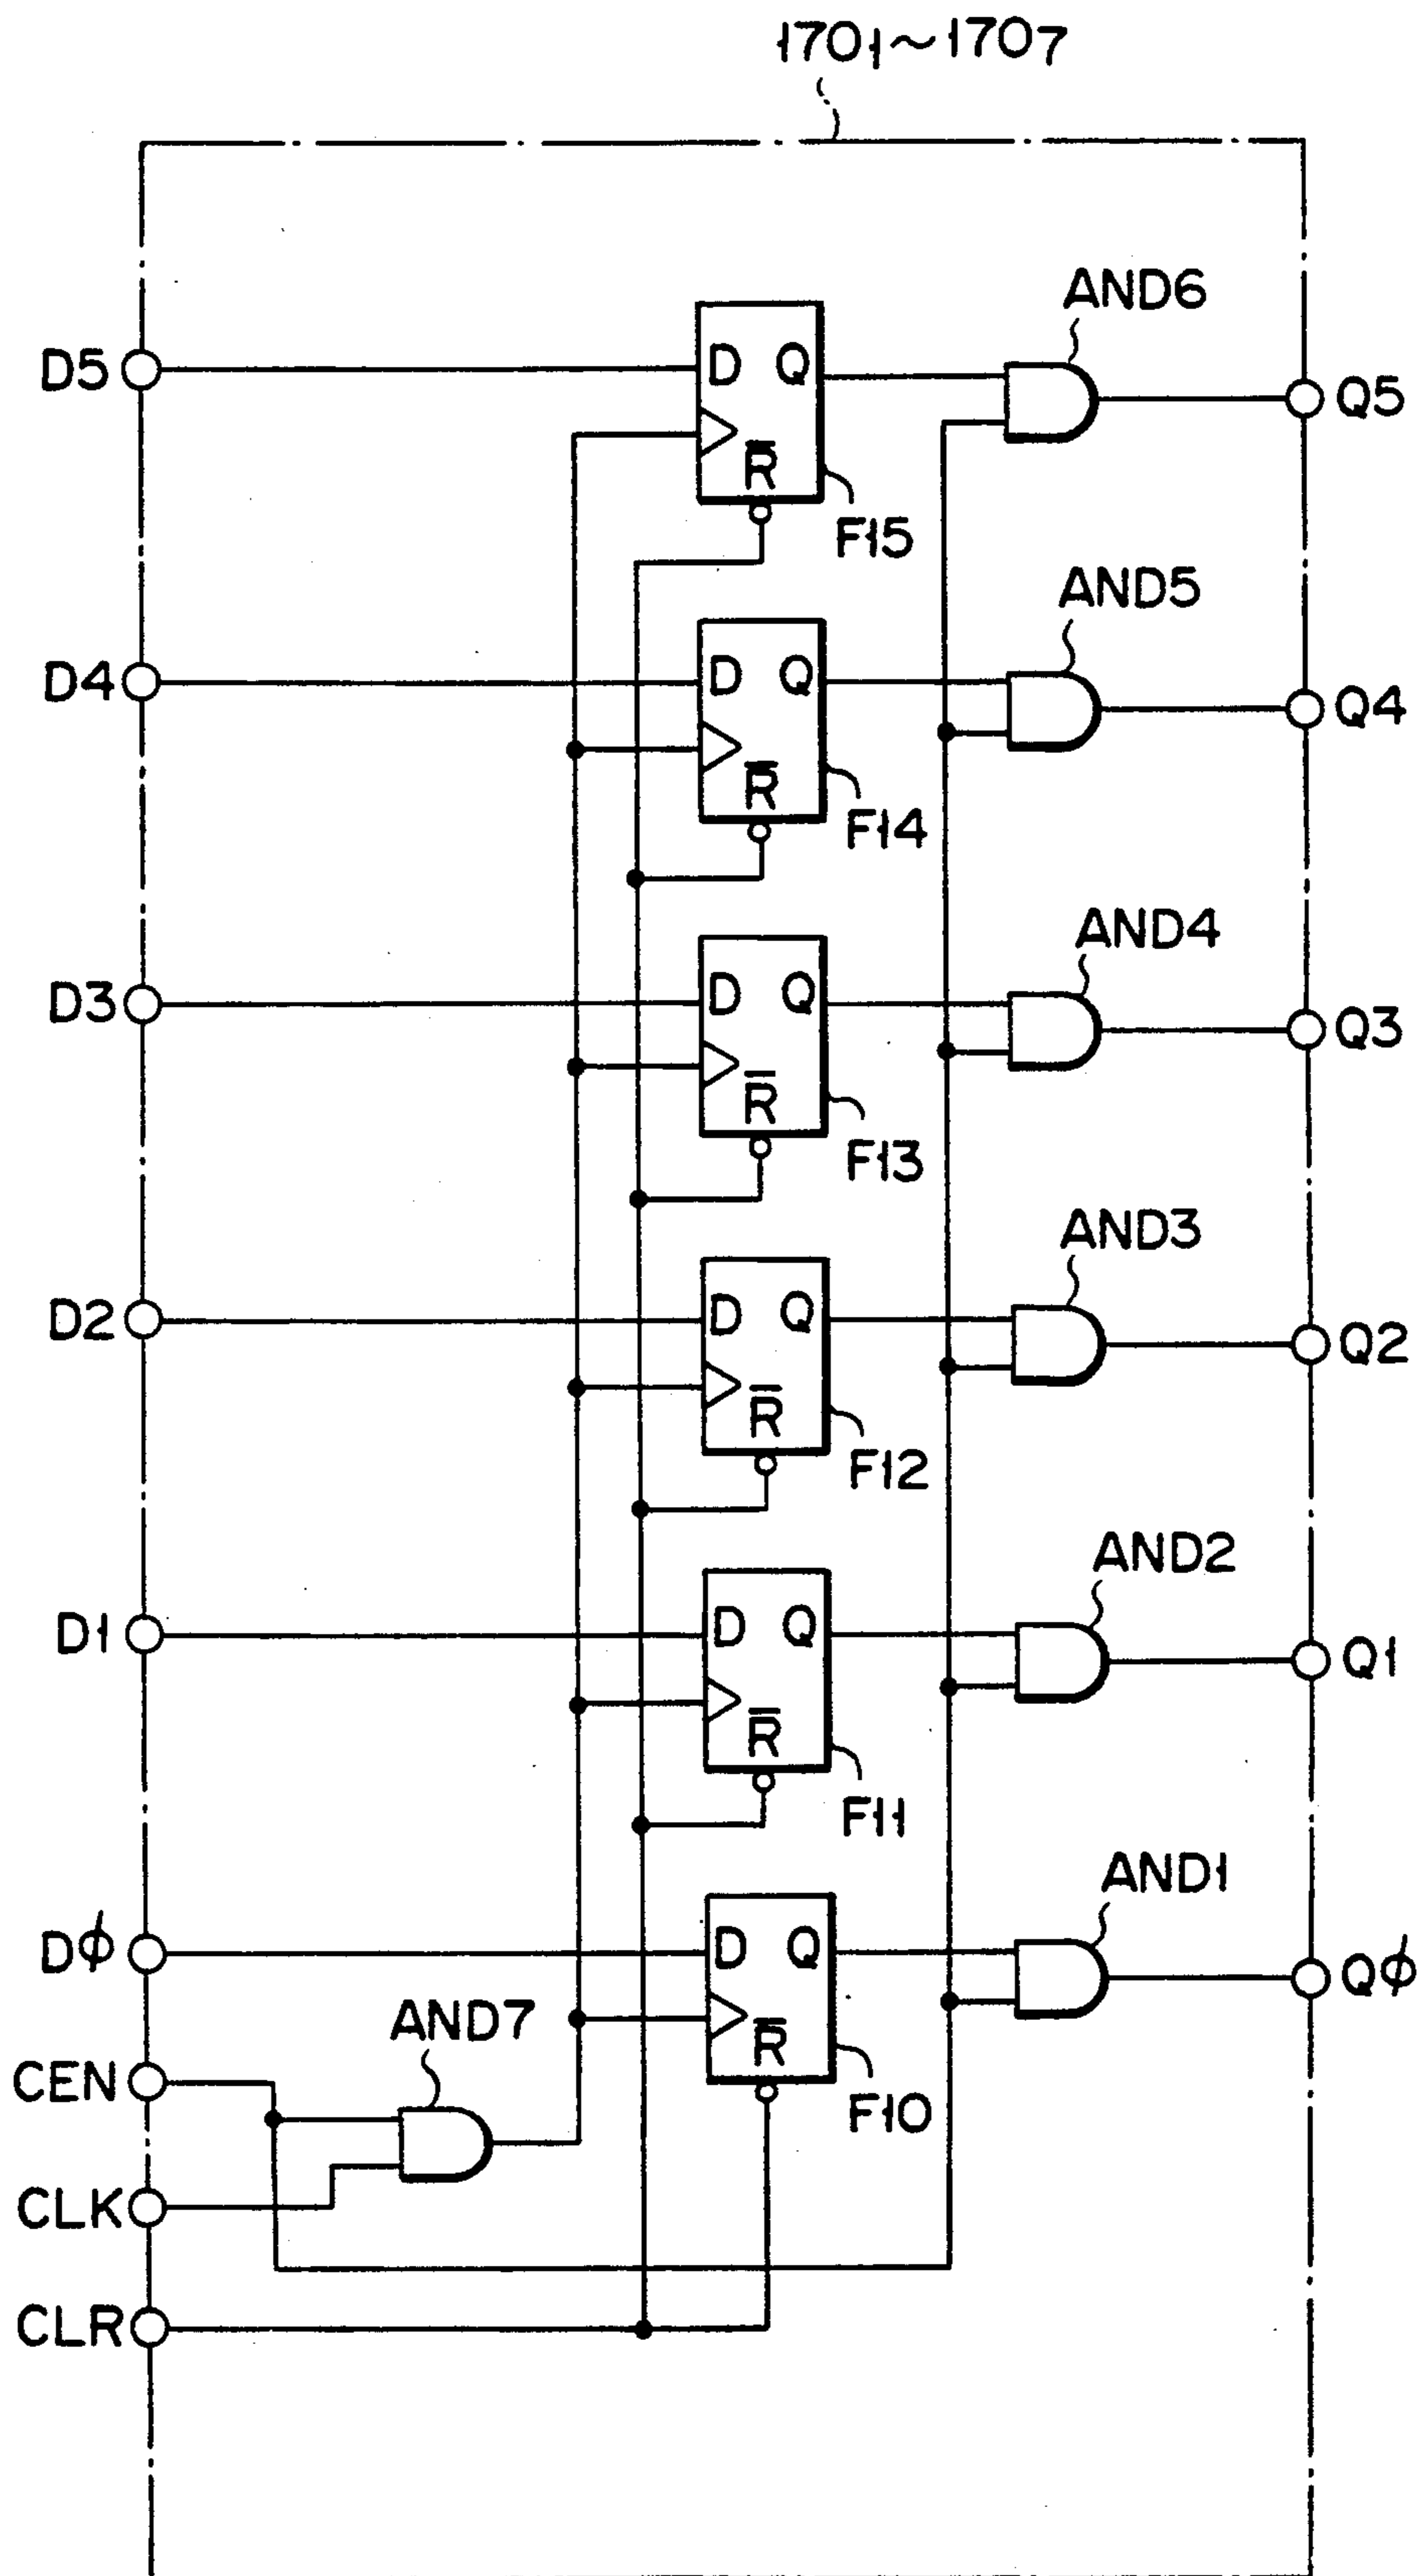 170₁~170₇
AND6
D5
D Q
Q5
R̅
F15
AND5
D4
D Q
Q4
R̅
F14
AND4
D3
D Q
Q3
R̅
F13
AND3
D2
D Q
Q2
R̅
F12
AND2
D1
D Q
Q1
R̅
F11
AND1
Dϕ
D Q
Qϕ
AND7
R̅
CEN
F10
CLK
CLR